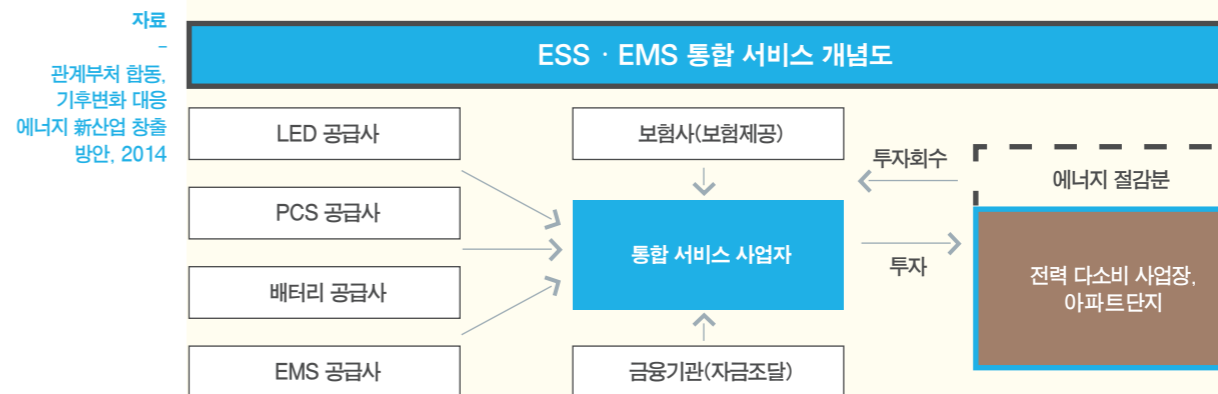 자료
-
관계부처 합동,
기후변화 대응
에너지 新산업 창출
방안, 2014
ESS · EMS 통합 서비스 개념도
LED 공급사
PCS 공급사
배터리 공급사
EMS 공급사
보험사(보험제공)
통합 서비스 사업자
금융기관(자금조달)
투자회수
투자
에너지 절감분
전력 다소비 사업장,
아파트단지